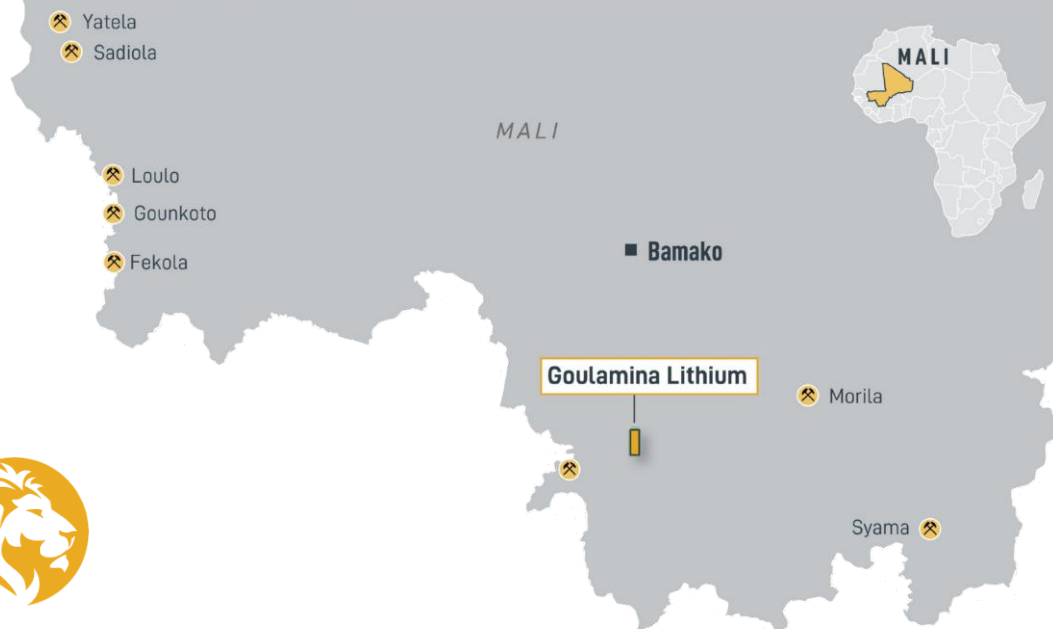 Yatela
Sadiola
MALI
MALI
Loulo
Gounkoto
Fekola
Bamako
Goulamina Lithium
Morila
Syama